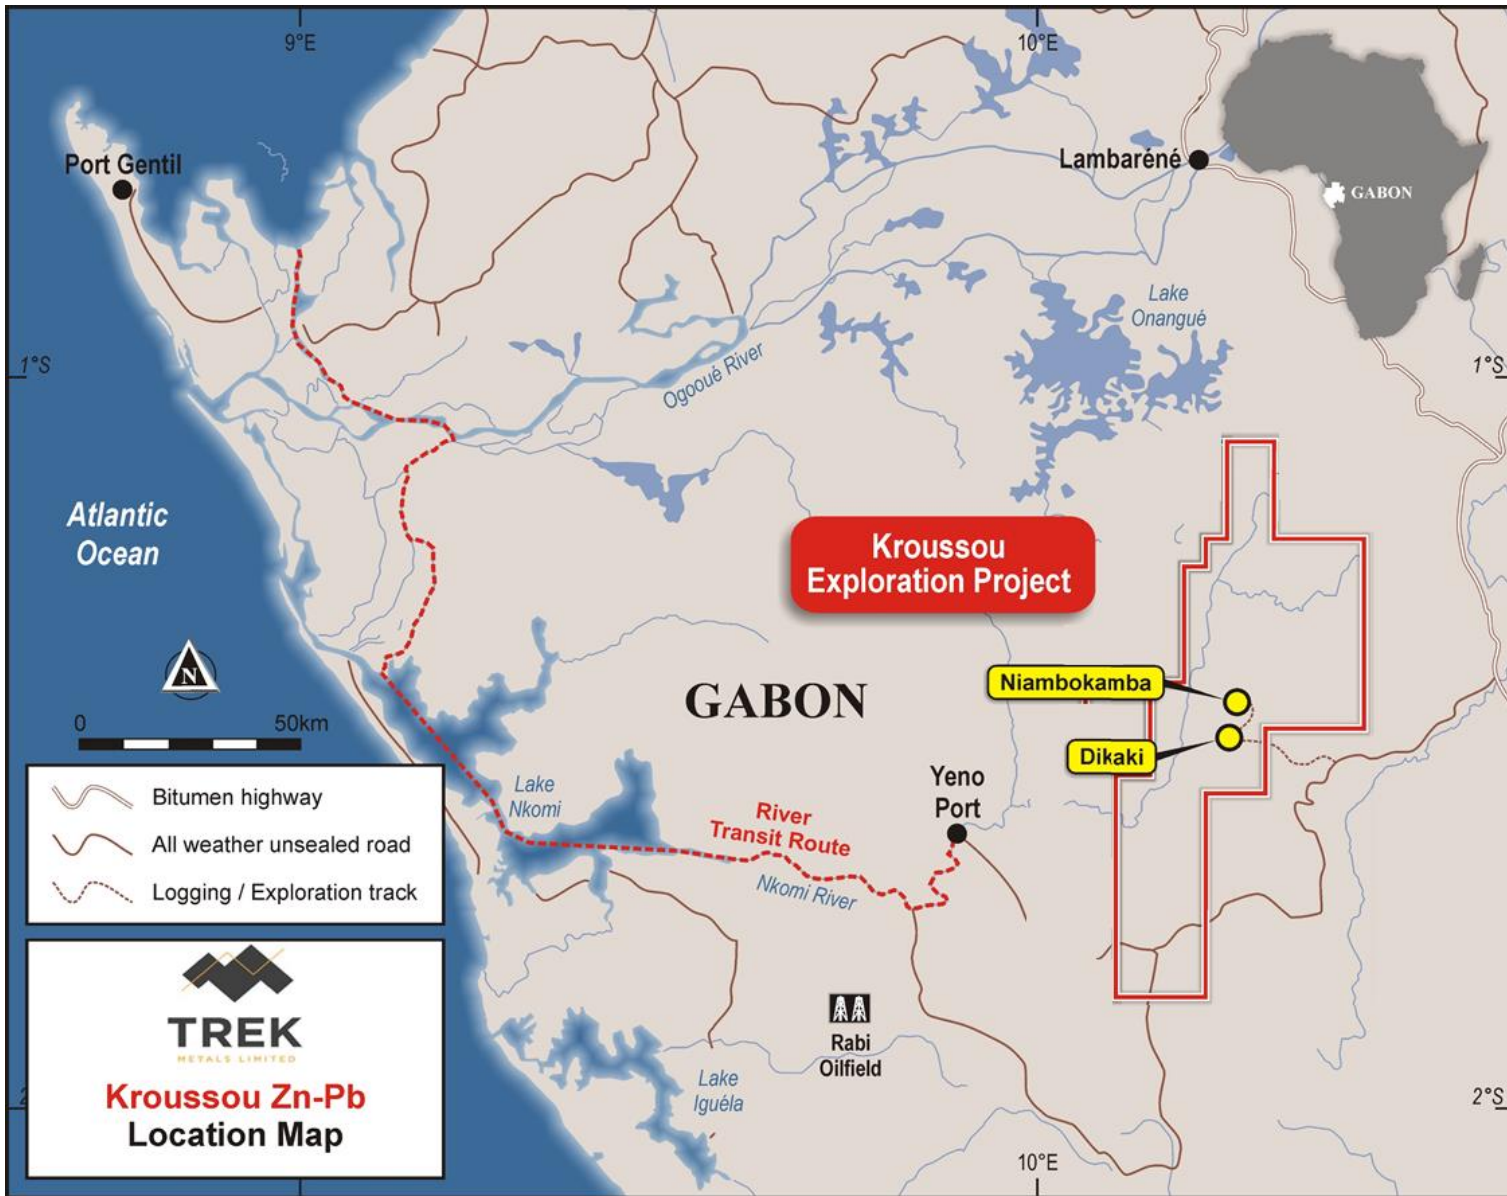 9°E
10°E
Port Gentil
Lambaréné
GABON
Lake
Onangué
1°S
1°S
Ogooué River
Atlantic
Ocean
Kroussou
Exploration Project
N
GABON
Niambokamba
Dikaki
0
50km
Yeno
Port
Lake
Nkomi
River
Transit Route
Nkomi River
Bitumen highway
All weather unsealed road
Logging / Exploration track
Rabi
Oilfield
Lake
Iguéla
TREK
METALS LIMITED
Kroussou Zn-Pb
Location Map
2°S
10°E